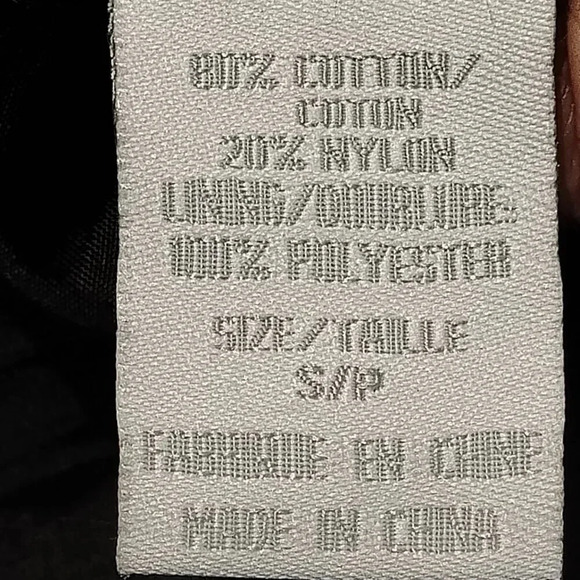 80% COTTON/
COTON
20% NYLON
LINING/DOUBLURE:
100% POLYESTER
SIZE/TAILLE
S/P
FABRIQUE EN CHINE
MADE IN CHINA